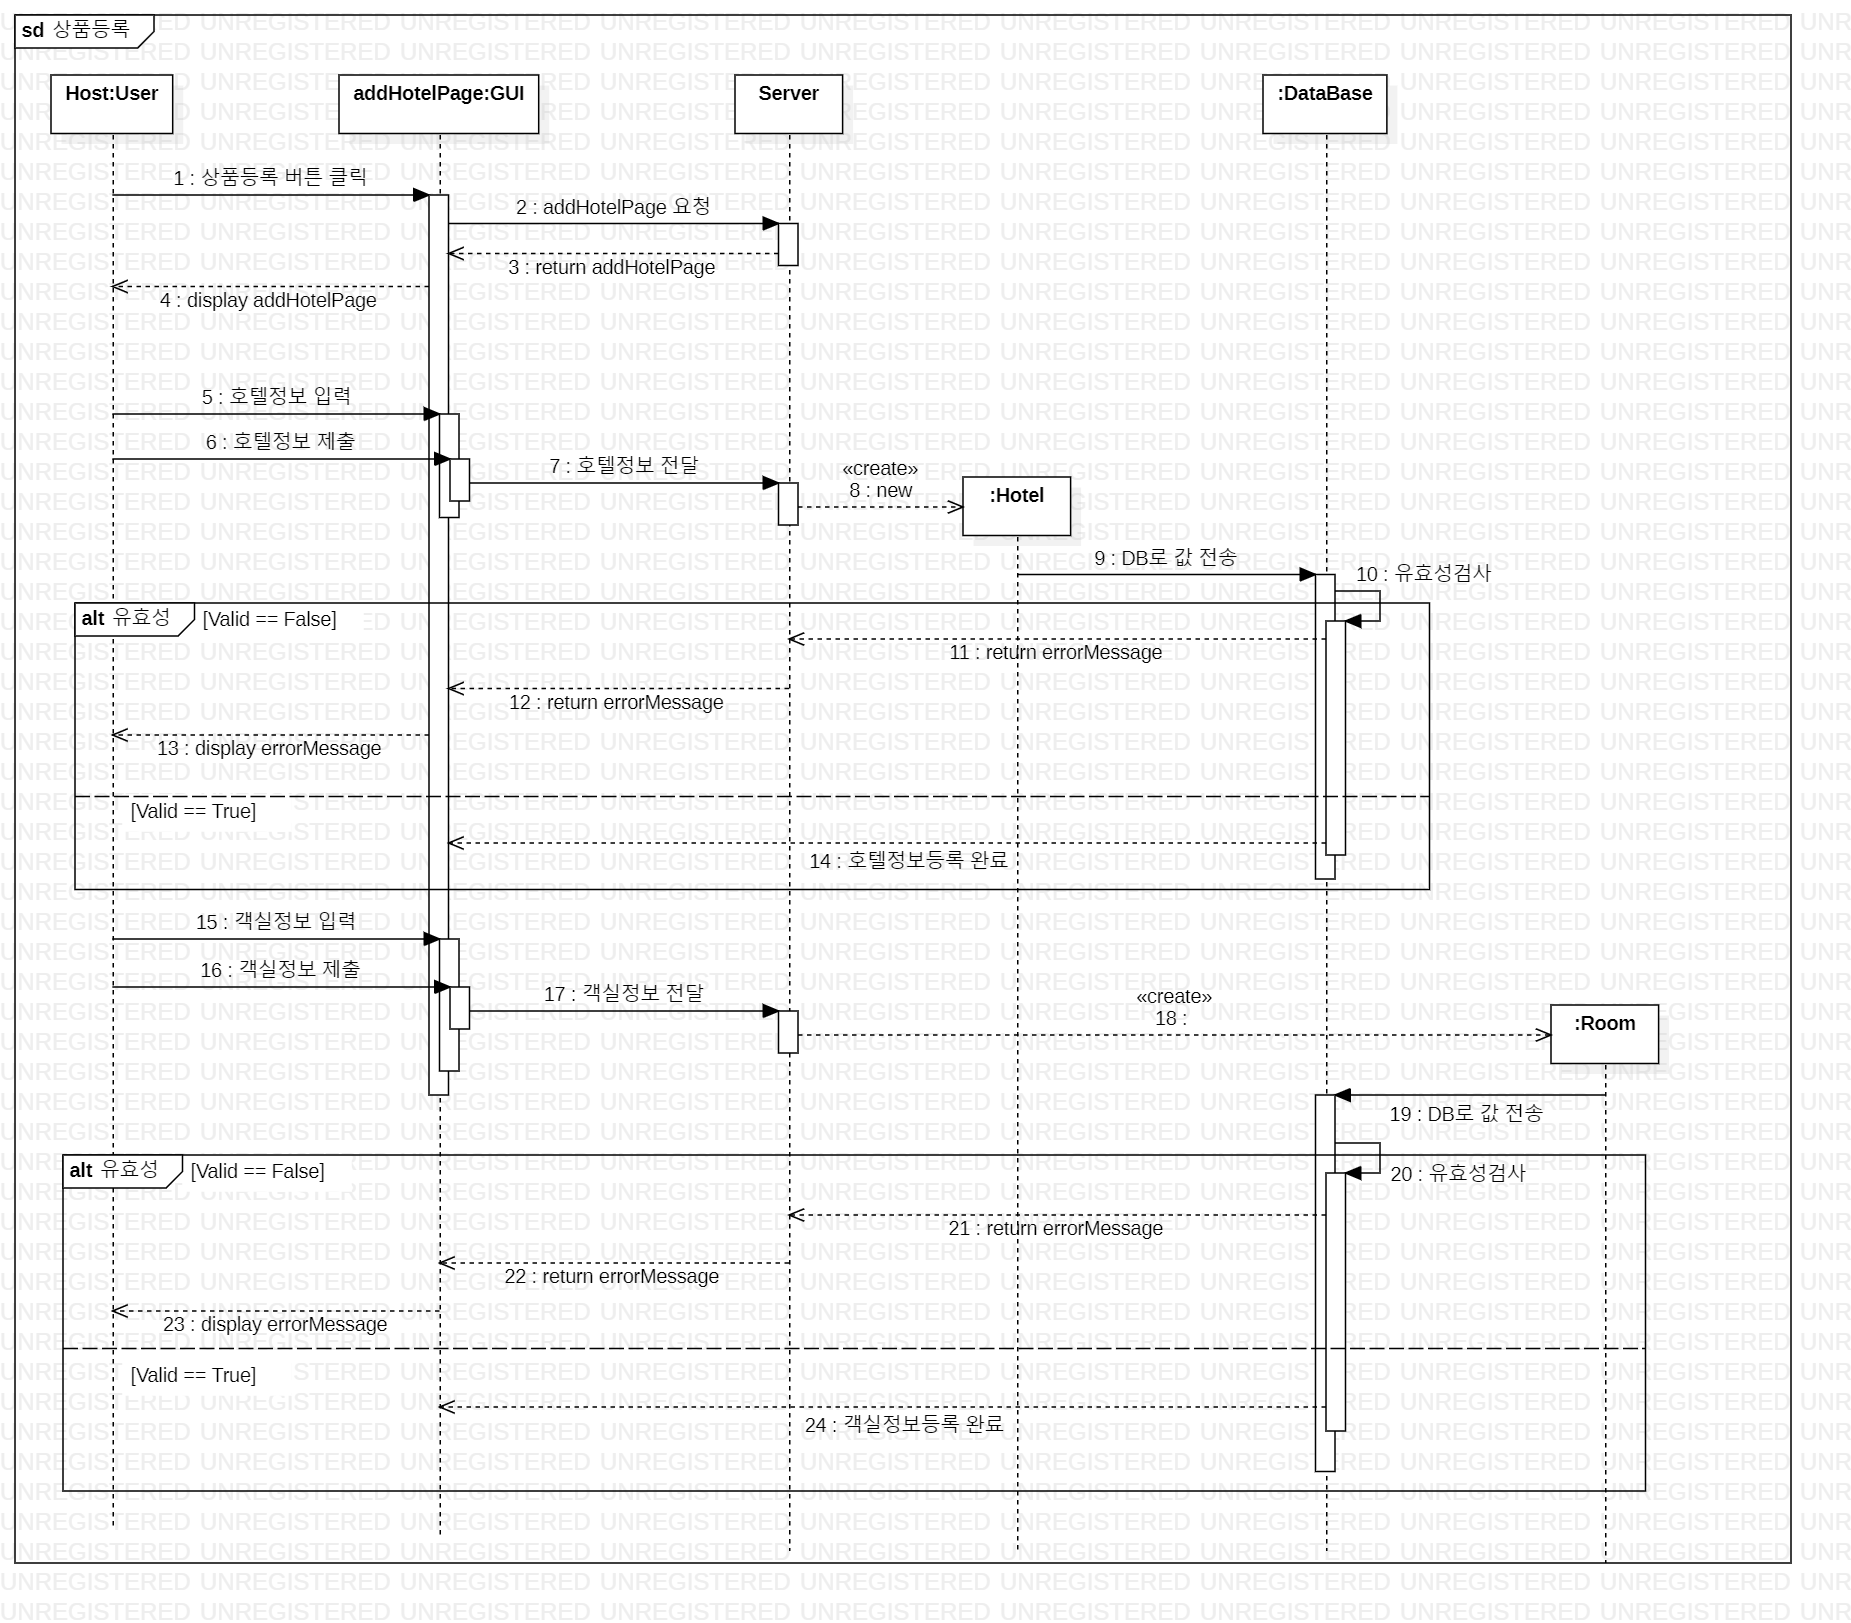 sd 상품등록
Host:User
addHotelPage:GUI
Server
:DataBase
1 : 상품등록 버튼 클릭
2 : addHotelPage 요청
3 : return addHotelPage
4 : display addHotelPage
5 : 호텔정보 입력
6 : 호텔정보 제출
7 : 호텔정보 전달
«create»
8 : new
:Hotel
9 : DB로 값 전송
10 : 유효성검사
alt 유효성 [Valid == False]
11 : return errorMessage
12 : return errorMessage
13 : display errorMessage
[Valid == True]
14 : 호텔정보등록 완료
15 : 객실정보 입력
16 : 객실정보 제출
17 : 객실정보 전달
«create»
18 :
:Room
19 : DB로 값 전송
alt 유효성 [Valid == False]
20 : 유효성검사
21 : return errorMessage
22 : return errorMessage
23 : display errorMessage
[Valid == True]
24 : 객실정보등록 완료
UNREGISTERED